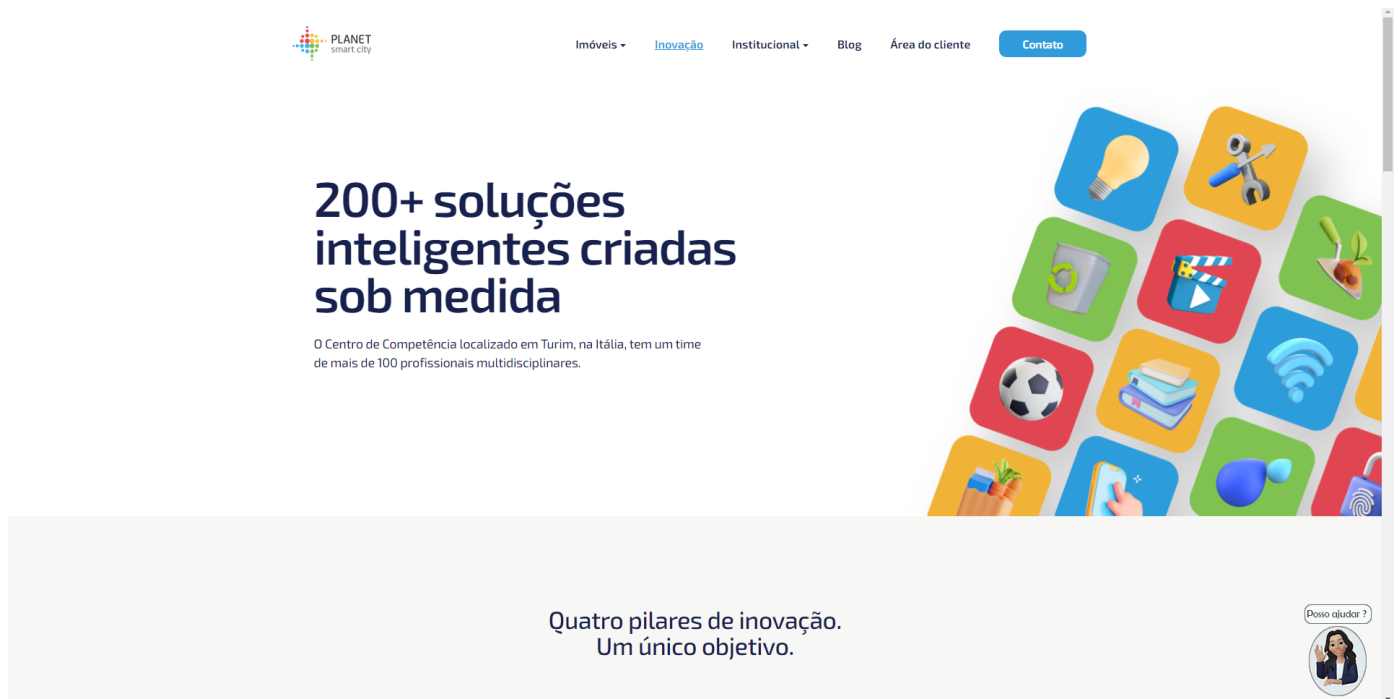 PLANET
smart city
Imóveis
Inovação
Institucional
Blog
Área do cliente
Contato
200+ soluções
inteligentes criadas
sob medida
O Centro de Competência localizado em Turim, na Itália, tem um time
de mais de 100 profissionais multidisciplinares.
Quatro pilares de inovação.
Um único objetivo.
Posso ajudar ?